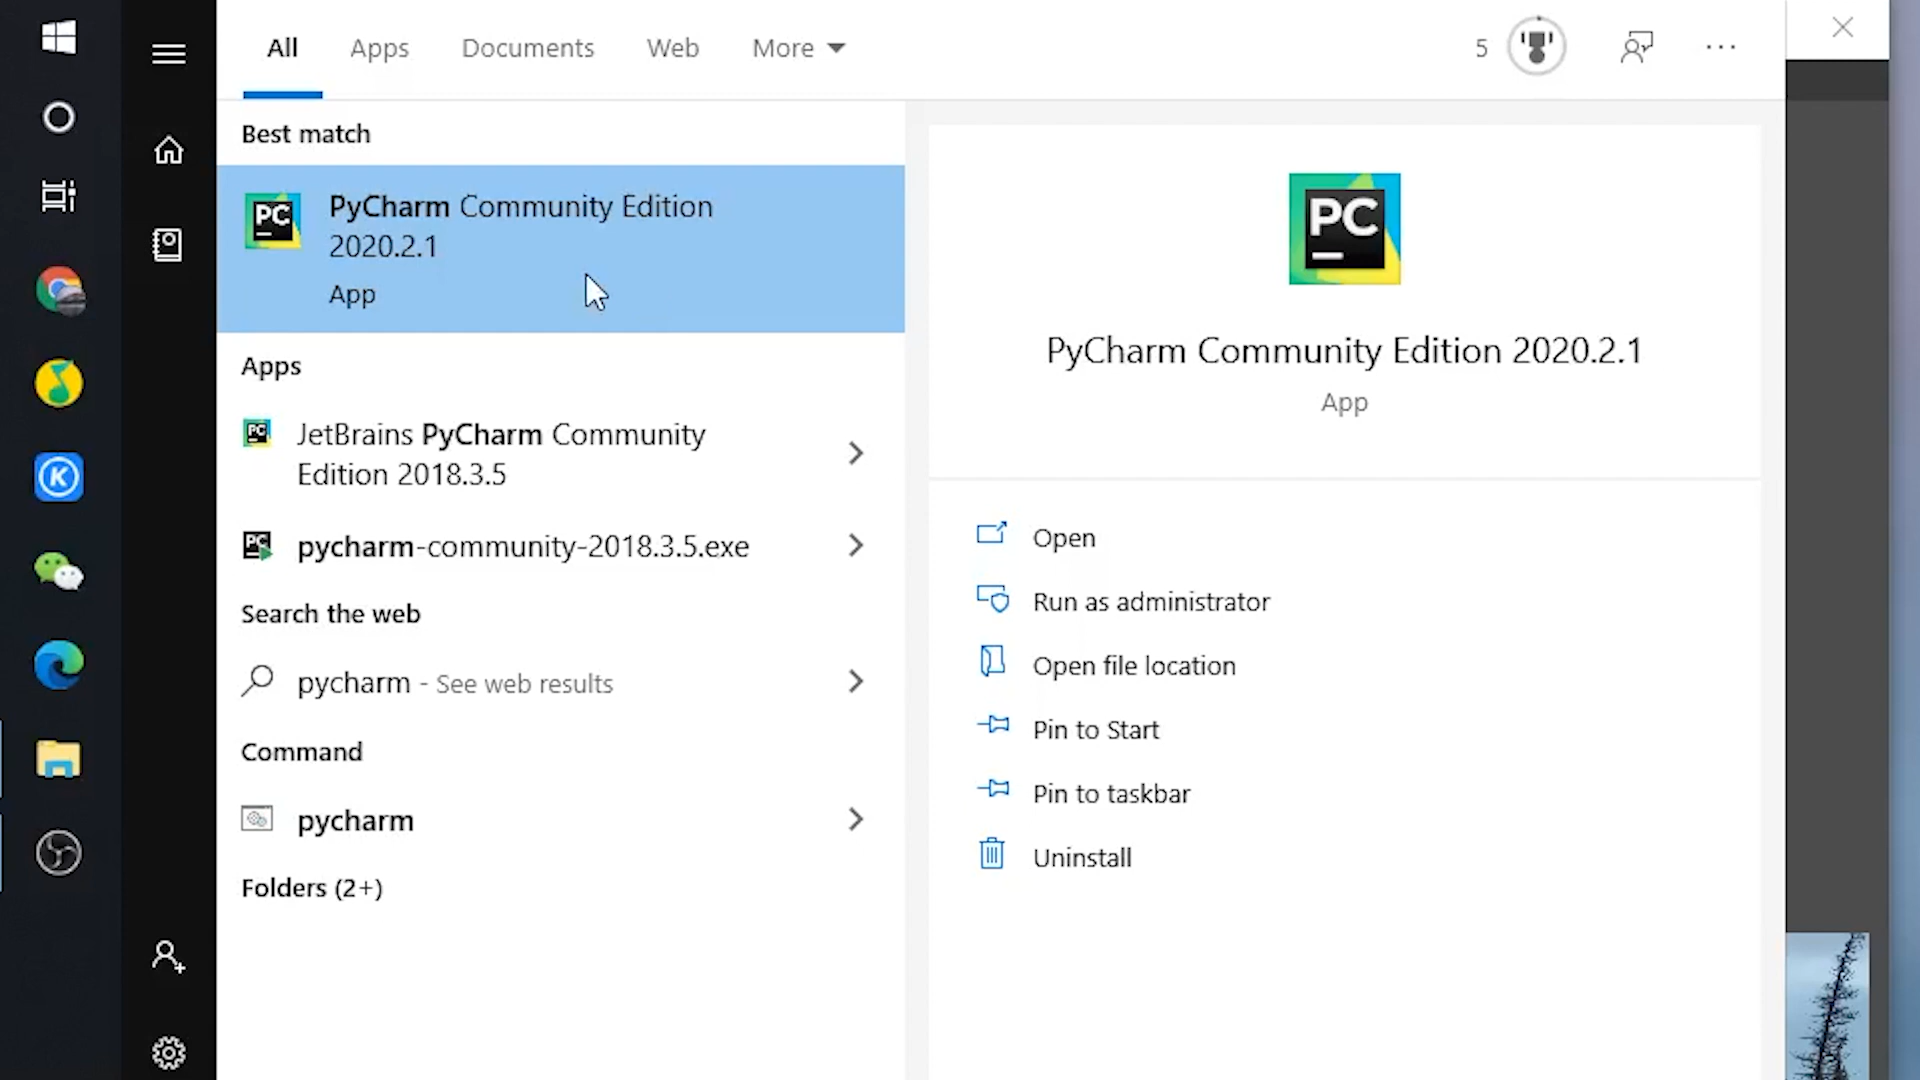 All Apps Documents Web More 5
Best match
PC PyCharm Community Edition
2020.2.1
App
Apps
PC JetBrains PyCharm Community
Edition 2018.3.5
PC pycharm-community-2018.3.5.exe
Search the web
pycharm - See web results
Command
pycharm
Folders (2+)
PC
PyCharm Community Edition 2020.2.1
App
Open
Run as administrator
Open file location
Pin to Start
Pin to taskbar
Uninstall
K